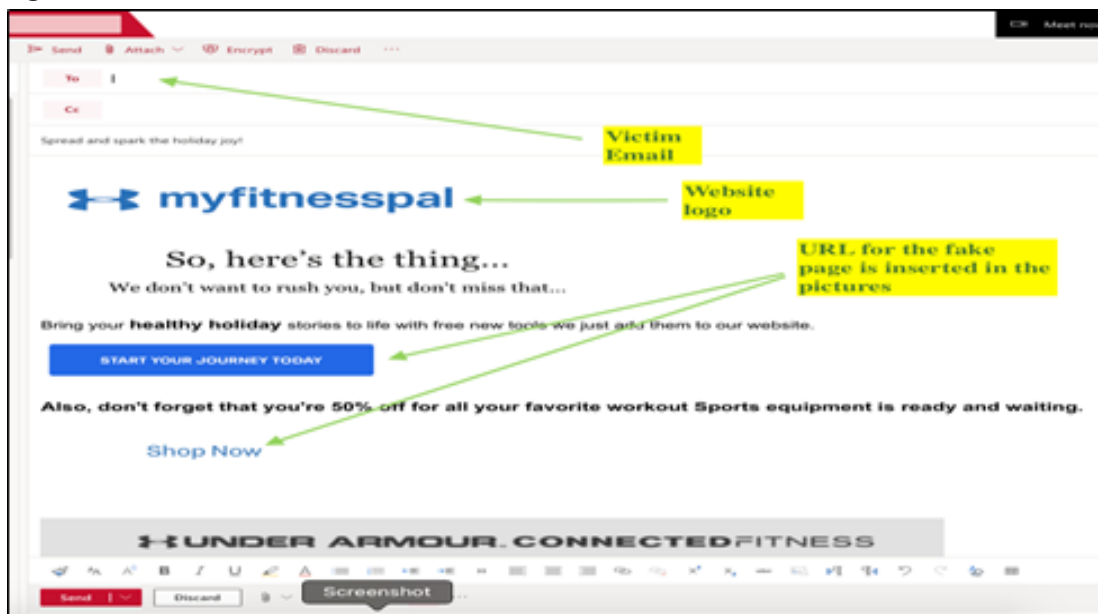 Meet now
Send Attach Encrypt Discard ...
To
Cc
Spread and spark the holiday joy!
Victim
Email
myfitnesspal
Website
logo
So, here's the thing...
URL for the fake
page is inserted in the
pictures
We don't want to rush you, but don't miss that...
Bring your healthy holiday stories to life with free new tools we just add them to our website.
START YOUR JOURNEY TODAY
Also, don't forget that you're 50% off for all your favorite workout Sports equipment is ready and waiting.
Shop Now
UNDER ARMOUR. CONNECTEDFITNESS
B I U
Send Discard Screenshot ...